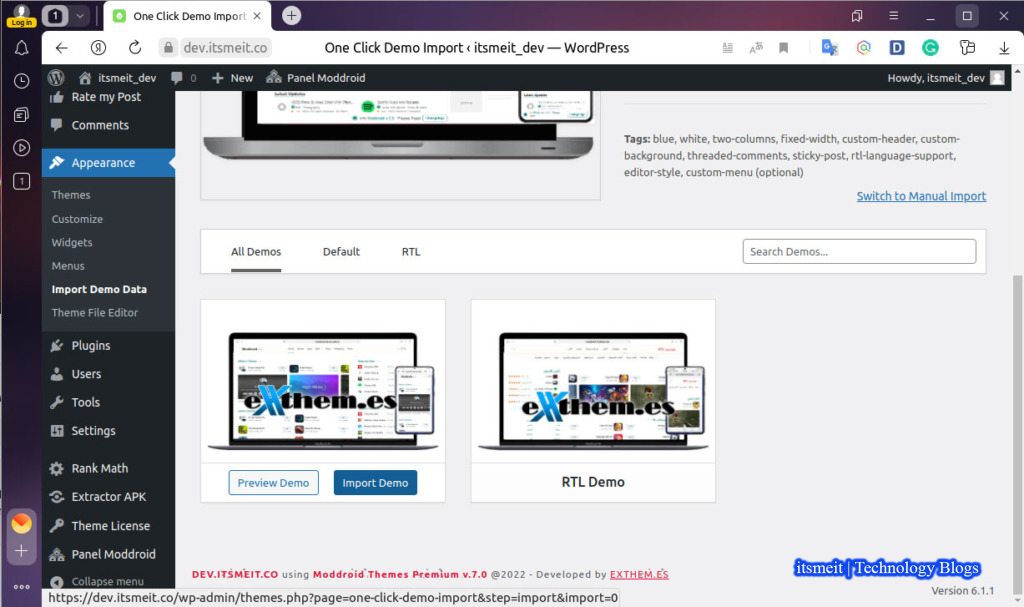 Log in
1
One Click Demo Import
dev.itsmeit.co
One Click Demo Import ‹ itsmeit_dev — WordPress
itsmeit_dev
0
New
Panel Moddroid
Howdy, itsmeit_dev
Rate my Post
Comments
Appearance
Themes
Customize
Widgets
Menus
Import Demo Data
Theme File Editor
Plugins
Users
Tools
Settings
Rank Math
Extractor APK
Theme License
Panel Moddroid
Collapse menu
1
Tags: blue, white, two-columns, fixed-width, custom-header, custom-
background, threaded-comments, sticky-post, rtl-language-support,
editor-style, custom-menu (optional)
Switch to Manual Import
All Demos
Default
RTL
Search Demos...
eXthem.es
eXthem.es
Preview Demo
Import Demo
RTL Demo
DEV.ITSMEIT.CO using Moddroid Themes Premium v.7.0 @2022 - Developed by EXTHEM.ES
itsmeit | Technology Blogs
Version 6.1.1
https://dev.itsmeit.co/wp-admin/themes.php?page=one-click-demo-import&step=import&import=0